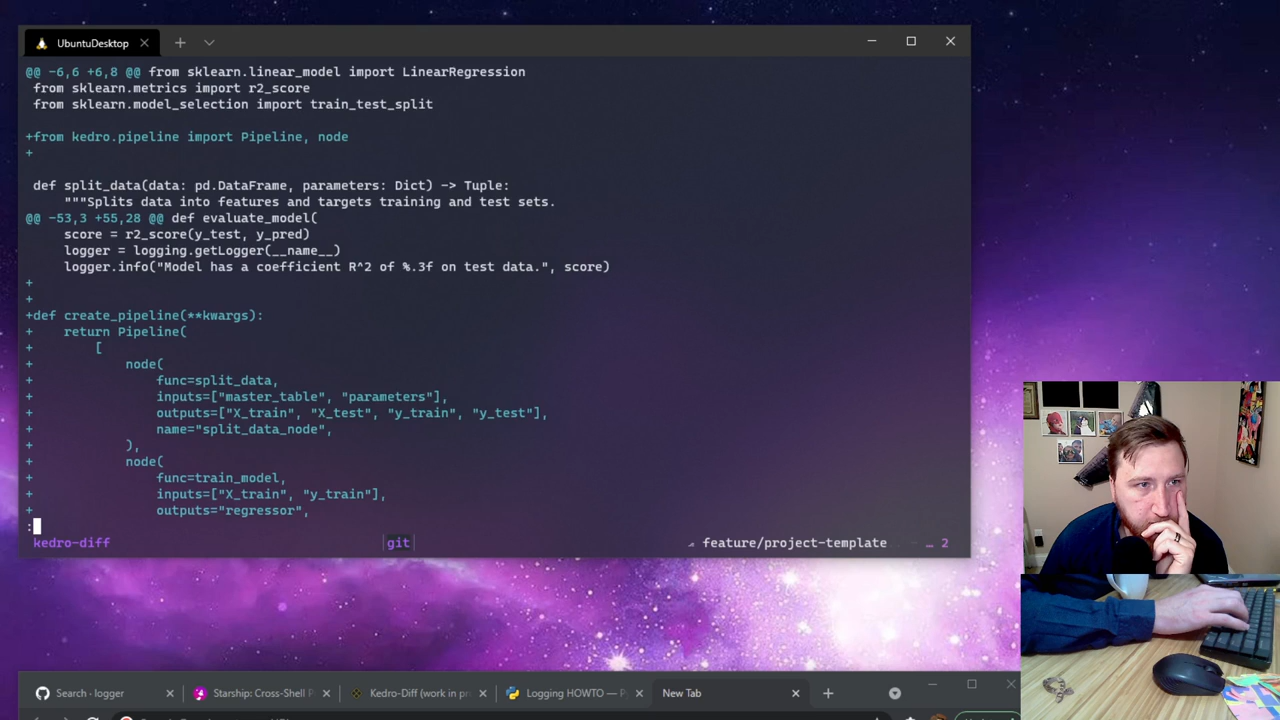 UbuntuDesktop
@@ -6,6 +6,8 @@ from sklearn.linear_model import LinearRegression
from sklearn.metrics import r2_score
from sklearn.model_selection import train_test_split
+from kedro.pipeline import Pipeline, node
+
def split_data(data: pd.DataFrame, parameters: Dict) -> Tuple:
"""Splits data into features and targets training and test sets.
@@ -53,3 +55,28 @@ def evaluate_model(
score = r2_score(y_test, y_pred)
logger = logging.getLogger(__name__)
logger.info("Model has a coefficient R^2 of %.3f on test data.", score)
+
+
+def create_pipeline(**kwargs):
+    return Pipeline(
+        [
+            node(
+                func=split_data,
+                inputs=["master_table", "parameters"],
+                outputs=["X_train", "X_test", "y_train", "y_test"],
+                name="split_data_node",
+            ),
+            node(
+                func=train_model,
+                inputs=["X_train", "y_train"],
+                outputs="regressor",
:
kedro-diff git feature/project-template … 2
Search · logger Starship: Cross-Shell P Kedro-Diff (work in pr Logging HOWTO — P New Tab